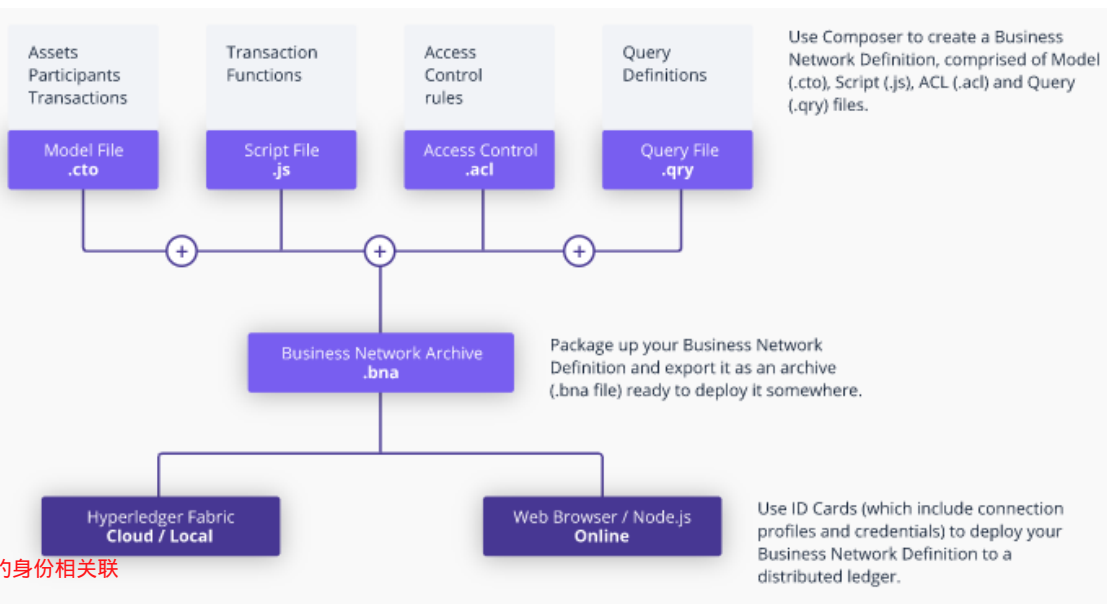 Assets
Participants
Transactions
Transaction
Functions
Access
Control
rules
Query
Definitions
Use Composer to create a Business
Network Definition, comprised of Model
(.cto), Script (.js), ACL (.acl) and Query
(.qry) files.
Model File
.cto
Script File
.js
Access Control
.acl
Query File
.qry
+
+
+
Business Network Archive
.bna
Package up your Business Network
Definition and export it as an archive
(.bna file) ready to deploy it somewhere.
Hyperledger Fabric
Cloud / Local
Web Browser / Node.js
Online
Use ID Cards (which include connection
profiles and credentials) to deploy your
Business Network Definition to a
distributed ledger.
的身份相关联